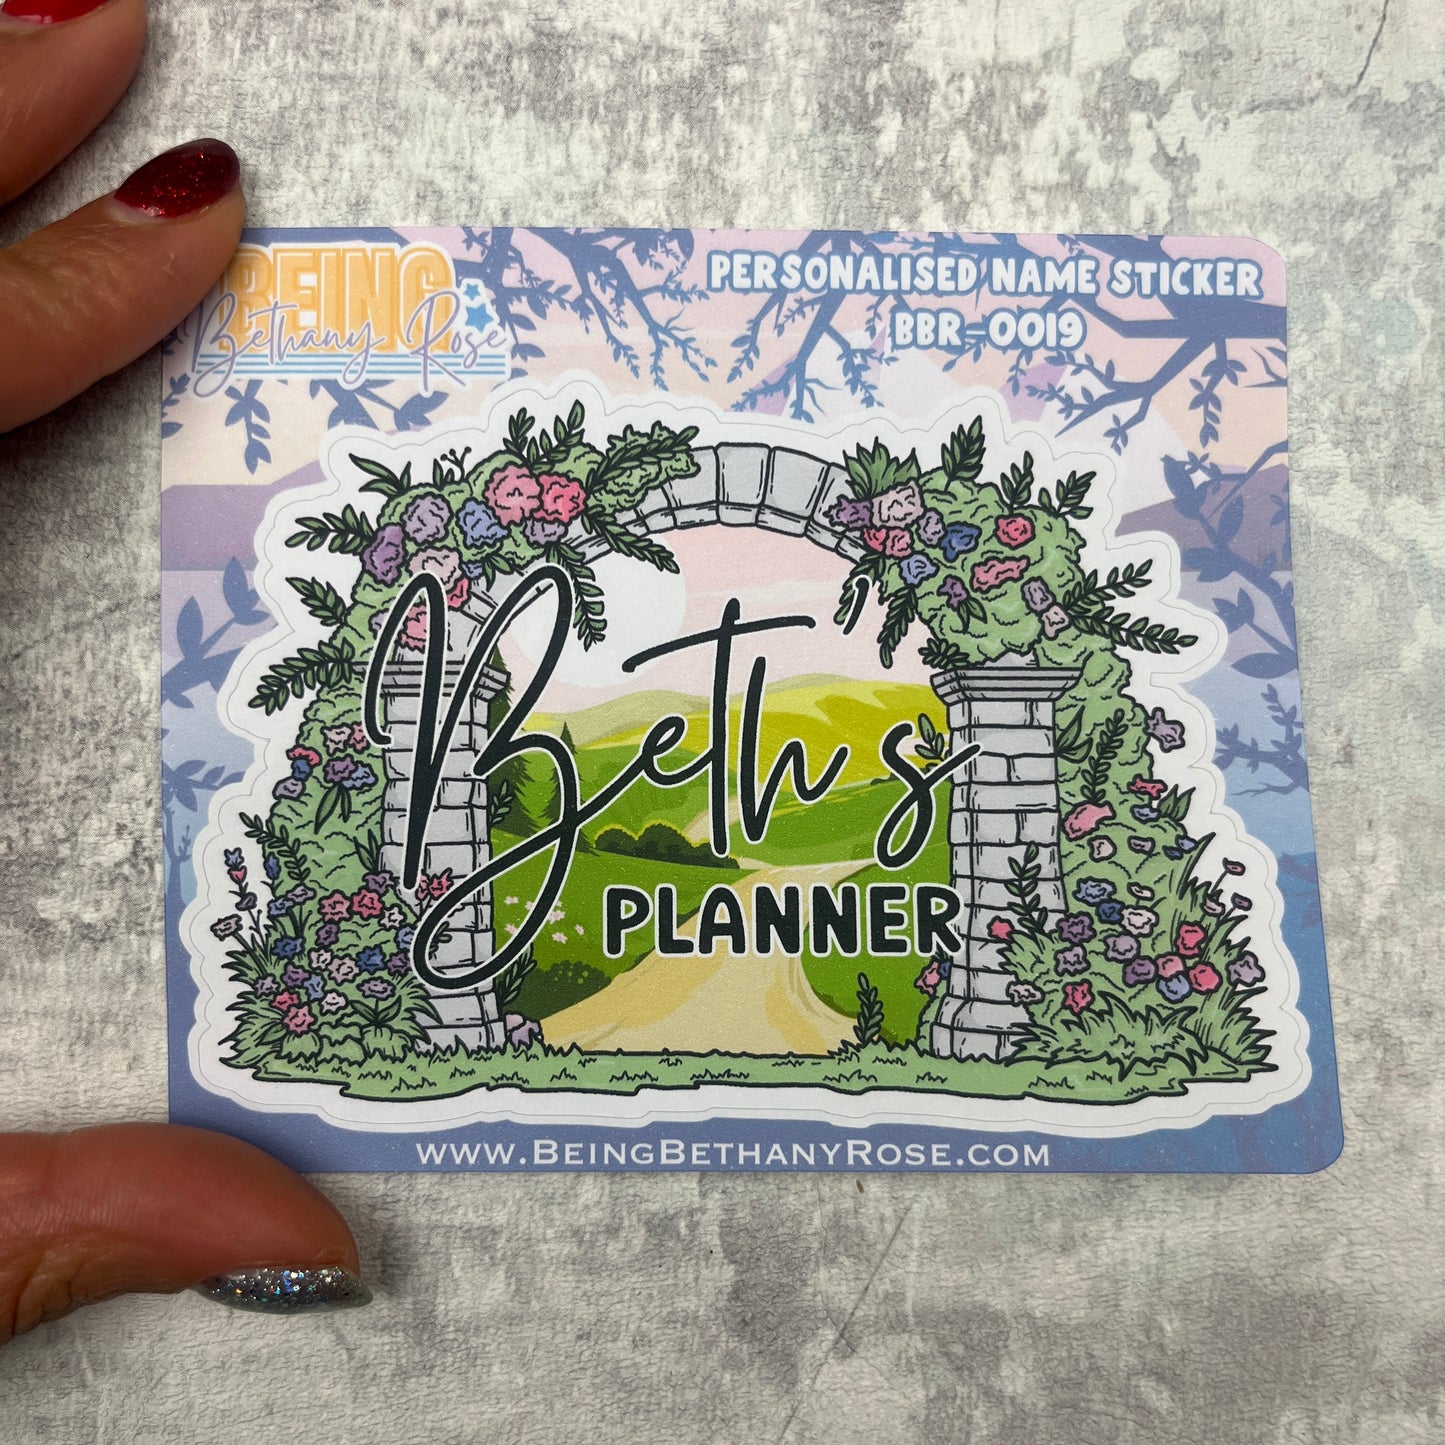 BEING
Bethany Rose
PERSONALISED NAME STICKER
BBR-0019
Beth's
PLANNER
www.BeingBethanyRose.com